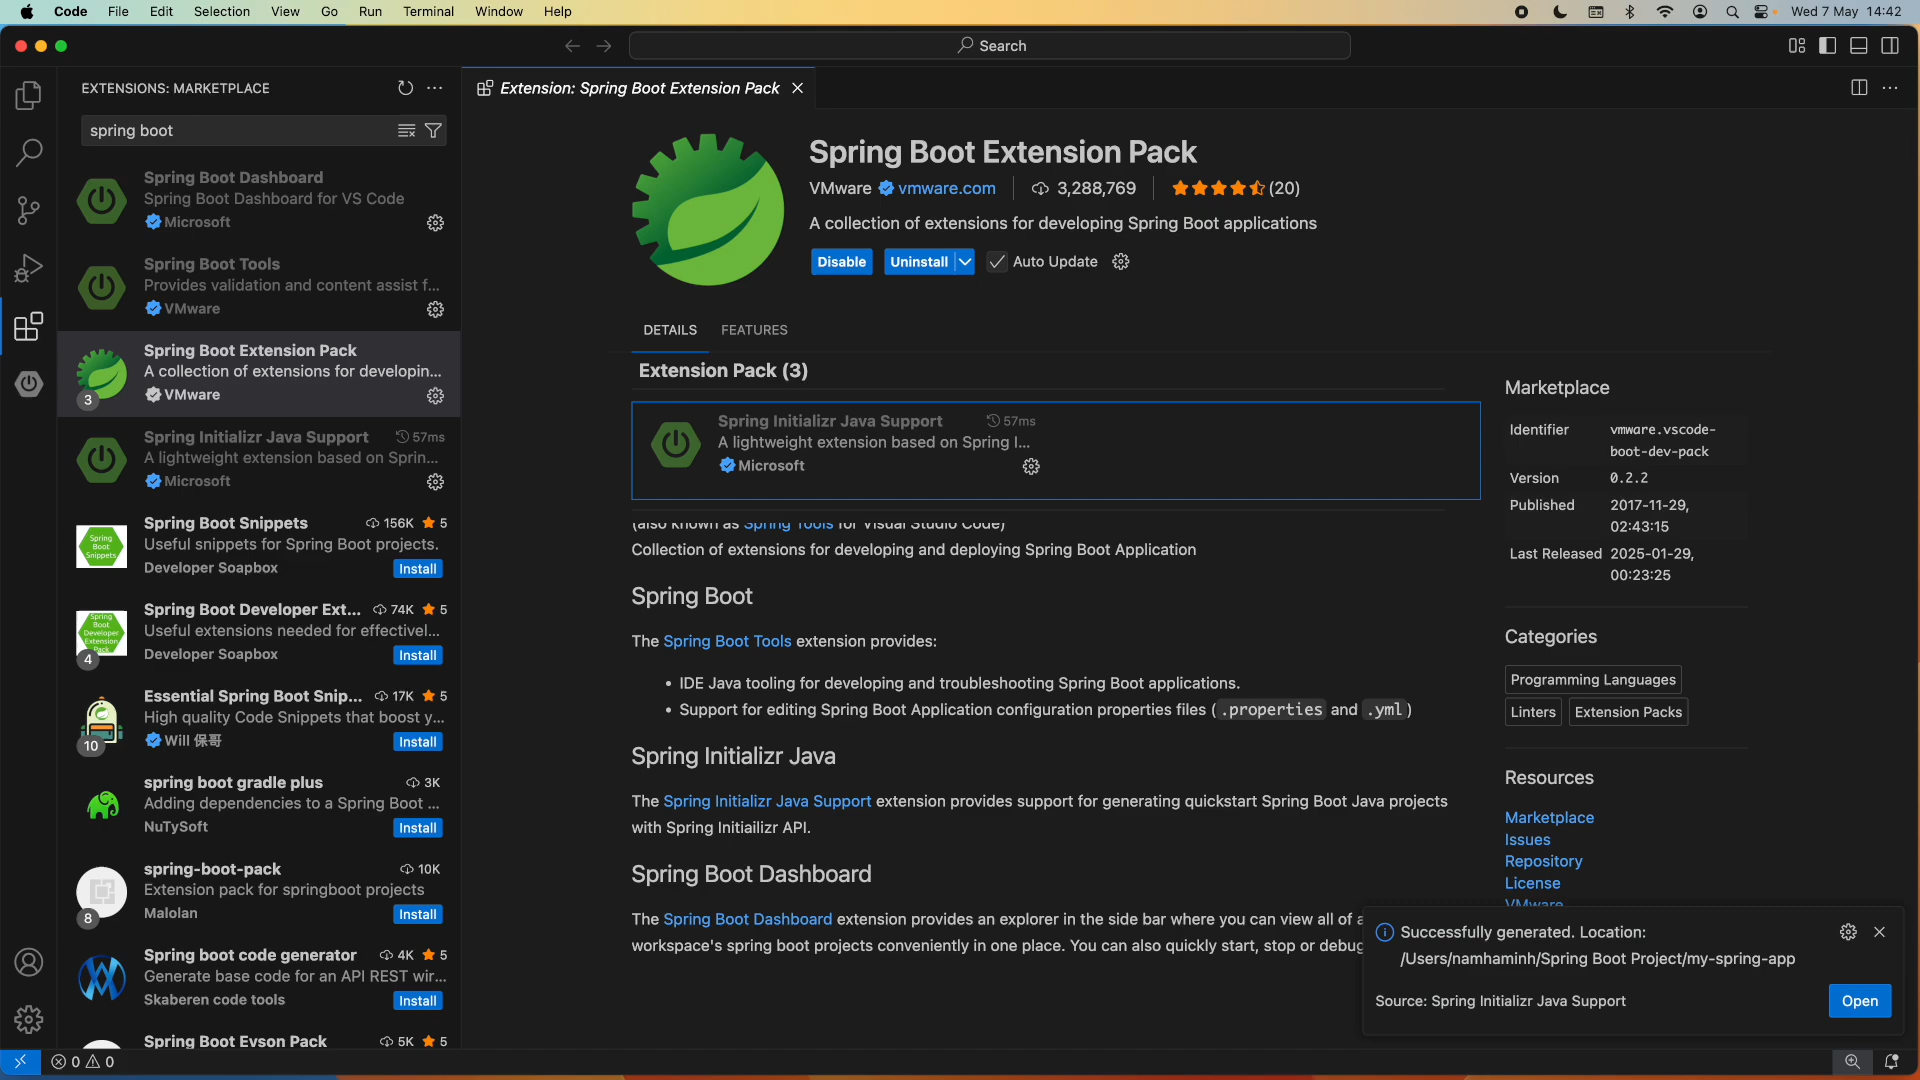 Code File Edit Selection View Go Run Terminal Window Help
Wed 7 May 14:42
Search
EXTENSIONS: MARKETPLACE
spring boot
Spring Boot Dashboard
Spring Boot Dashboard for VS Code
Microsoft
Spring Boot Tools
Provides validation and content assist f...
VMware
Spring Boot Extension Pack
A collection of extensions for developin...
VMware
3
Spring Initializr Java Support 57ms
A lightweight extension based on Sprin...
Microsoft
Spring Boot Snippets 156K 5
Useful snippets for Spring Boot projects.
Developer Soapbox Install
Spring
Boot
Snippets
Spring Boot Developer Ext... 74K 5
Useful extensions needed for effectivel...
Developer Soapbox Install
Spring
Boot
Developer
Extension
Pack
4
Essential Spring Boot Snip... 17K 5
High quality Code Snippets that boost y...
Will 保哥 Install
10
spring boot gradle plus 3K
Adding dependencies to a Spring Boot ...
NuTySoft Install
spring-boot-pack 10K
Extension pack for springboot projects
Malolan Install
8
Spring boot code generator 4K 5
Generate base code for an API REST wir...
Skaberen code tools Install
Spring Boot Evson Pack 5K 5
0 0
Extension: Spring Boot Extension Pack
Spring Boot Extension Pack
VMware vmware.com 3,288,769 (20)
A collection of extensions for developing Spring Boot applications
Disable Uninstall Auto Update
DETAILS FEATURES
Extension Pack (3)
Spring Initializr Java Support 57ms
A lightweight extension based on Spring I...
Microsoft
(also known as Spring Tools for Visual Studio Code)
Collection of extensions for developing and deploying Spring Boot Application
Spring Boot
The Spring Boot Tools extension provides:
• IDE Java tooling for developing and troubleshooting Spring Boot applications.
• Support for editing Spring Boot Application configuration properties files (.properties and .yml)
Spring Initializr Java
The Spring Initializr Java Support extension provides support for generating quickstart Spring Boot Java projects
with Spring Initiailizr API.
Spring Boot Dashboard
The Spring Boot Dashboard extension provides an explorer in the side bar where you can view all of
workspace's spring boot projects conveniently in one place. You can also quickly start, stop or debug
Marketplace
Identifier vmware.vscode-
boot-dev-pack
Version 0.2.2
Published 2017-11-29,
02:43:15
Last Released 2025-01-29,
00:23:25
Categories
Programming Languages
Linters Extension Packs
Resources
Marketplace
Issues
Repository
License
VMware
Successfully generated. Location:
/Users/namhaminh/Spring Boot Project/my-spring-app
Source: Spring Initializr Java Support
Open